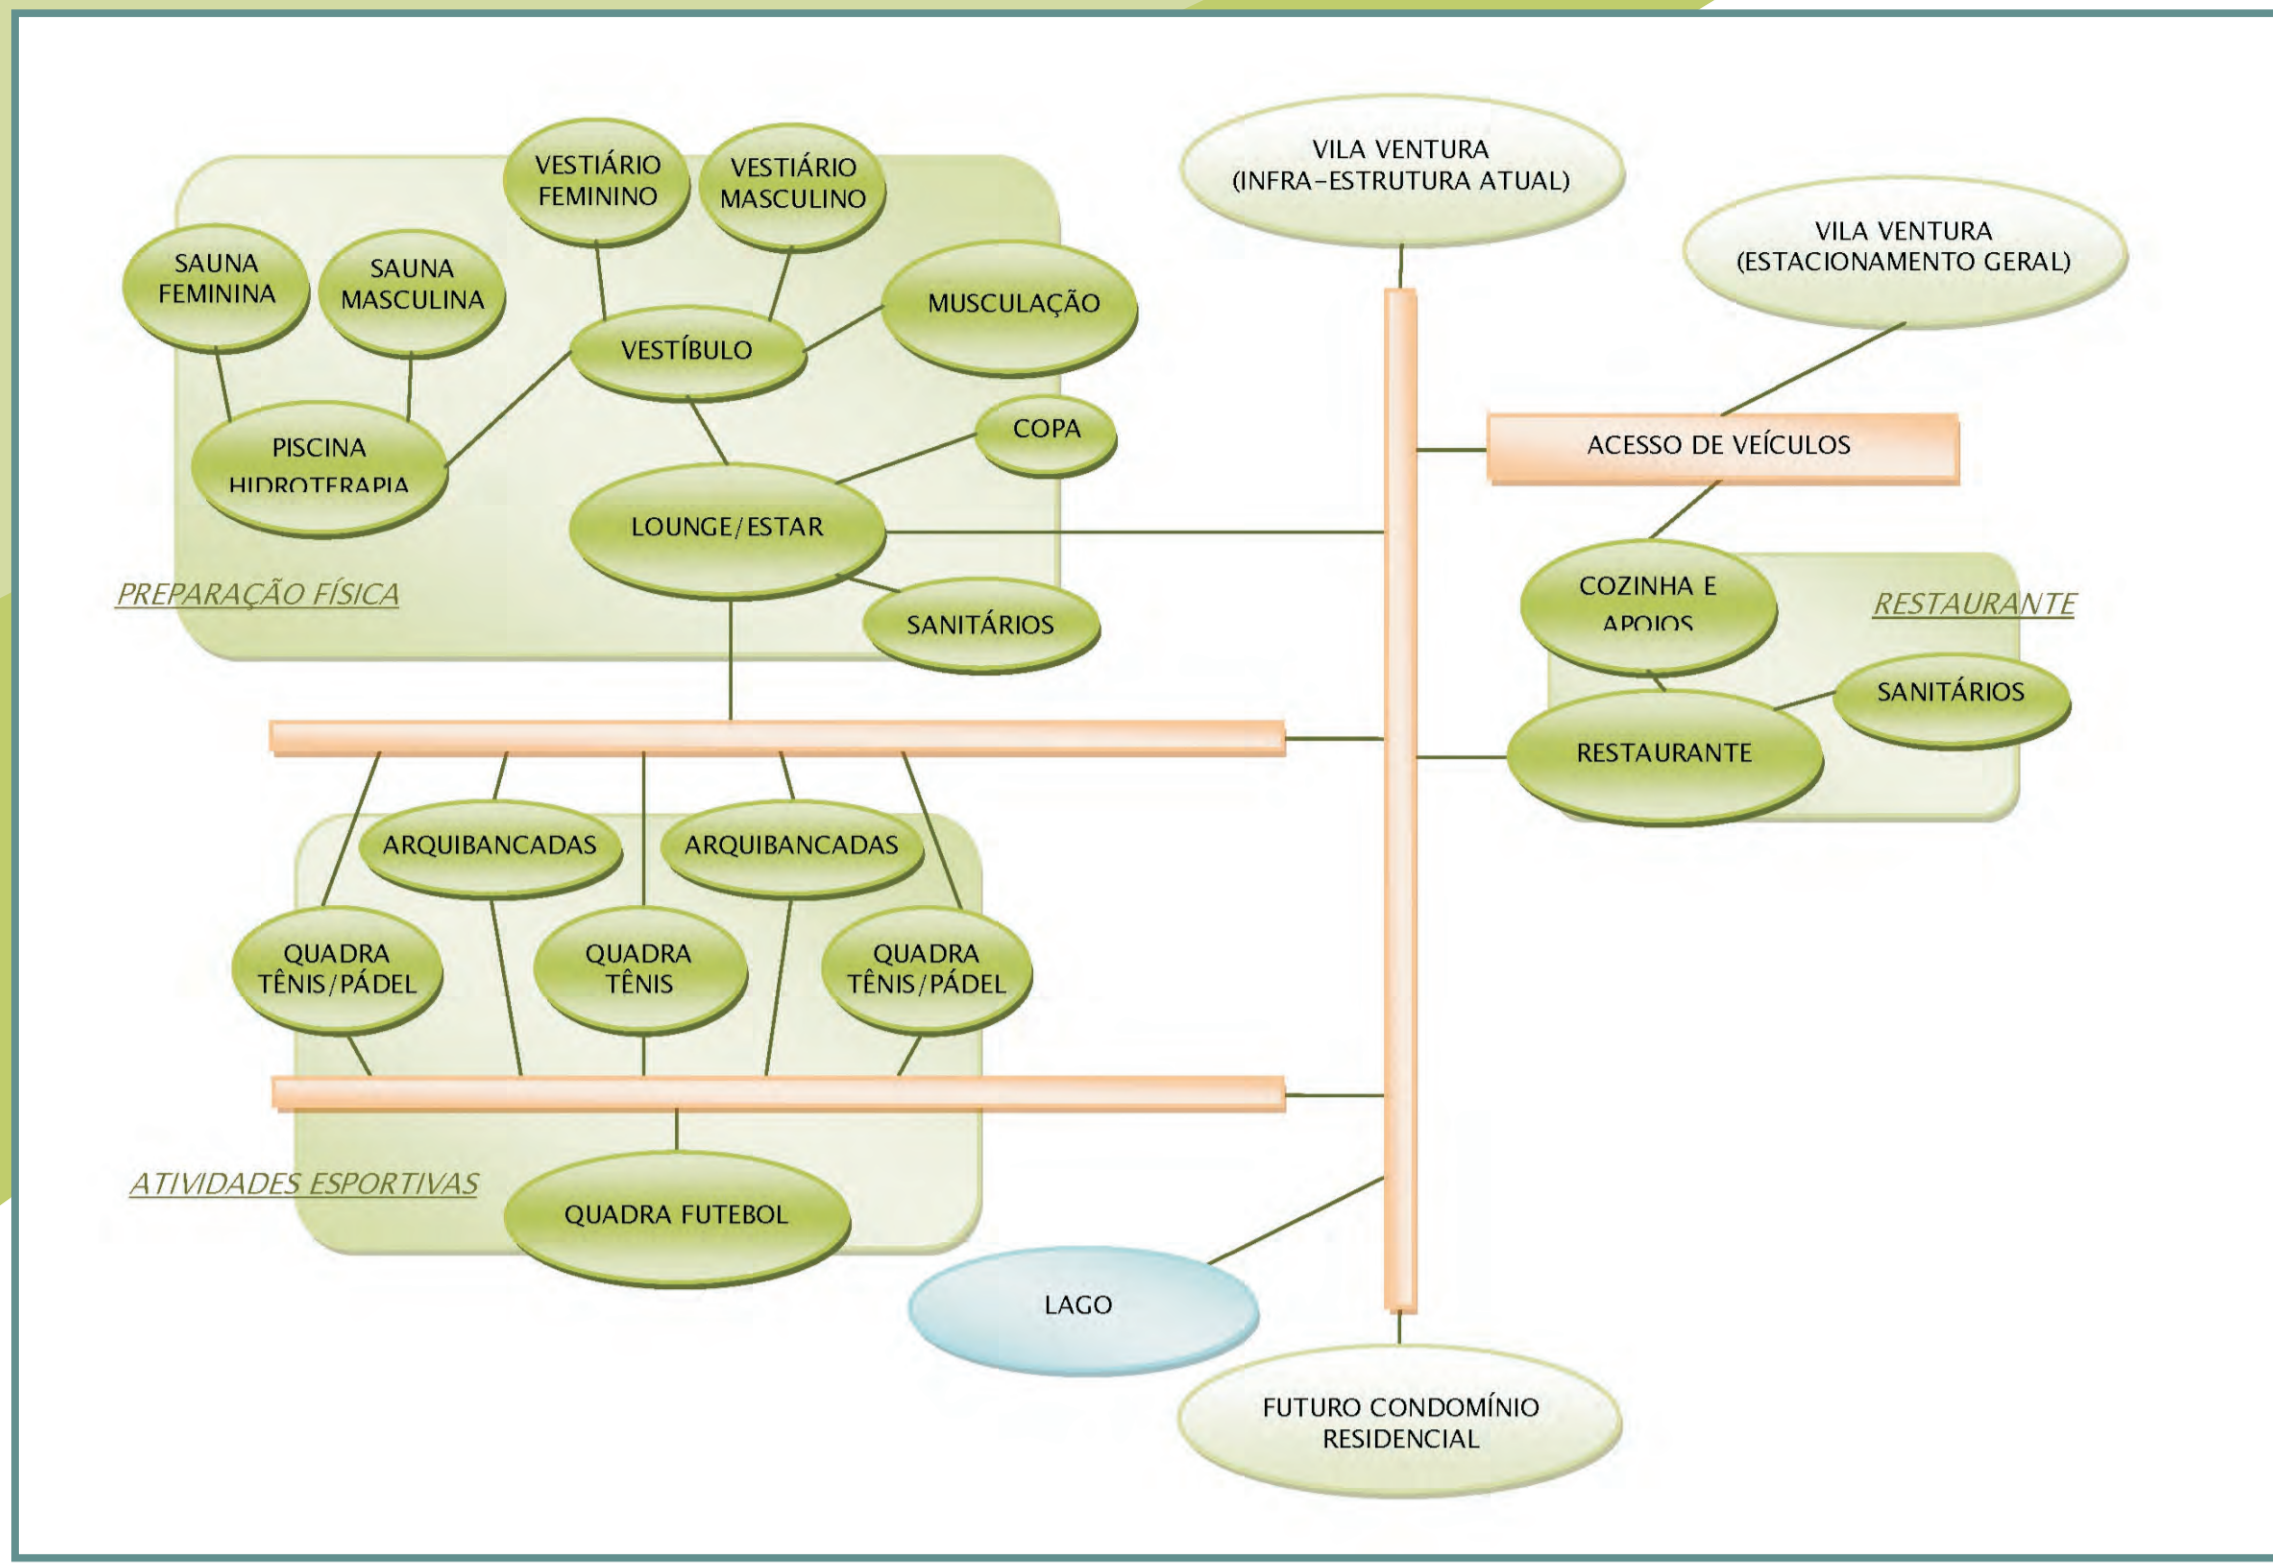 VESTIÁRIO
FEMININO
VESTIÁRIO
MASCULINO
SAUNA
FEMININA
SAUNA
MASCULINA
MUSCULAÇÃO
VESTÍBULO
COPA
PISCINA
HIDROTERAPIA
LOUNGE/ESTAR
SANITÁRIOS
PREPARAÇÃO FÍSICA
VILA VENTURA
(INFRA-ESTRUTURA ATUAL)
VILA VENTURA
(ESTACIONAMENTO GERAL)
ACESSO DE VEÍCULOS
COZINHA E
APOIOS
RESTAURANTE
SANITÁRIOS
RESTAURANTE
ARQUIBANCADAS
ARQUIBANCADAS
QUADRA
TÊNIS/PÁDEL
QUADRA
TÊNIS
QUADRA
TÊNIS/PÁDEL
ATIVIDADES ESPORTIVAS
QUADRA FUTEBOL
LAGO
FUTURO CONDOMÍNIO
RESIDENCIAL